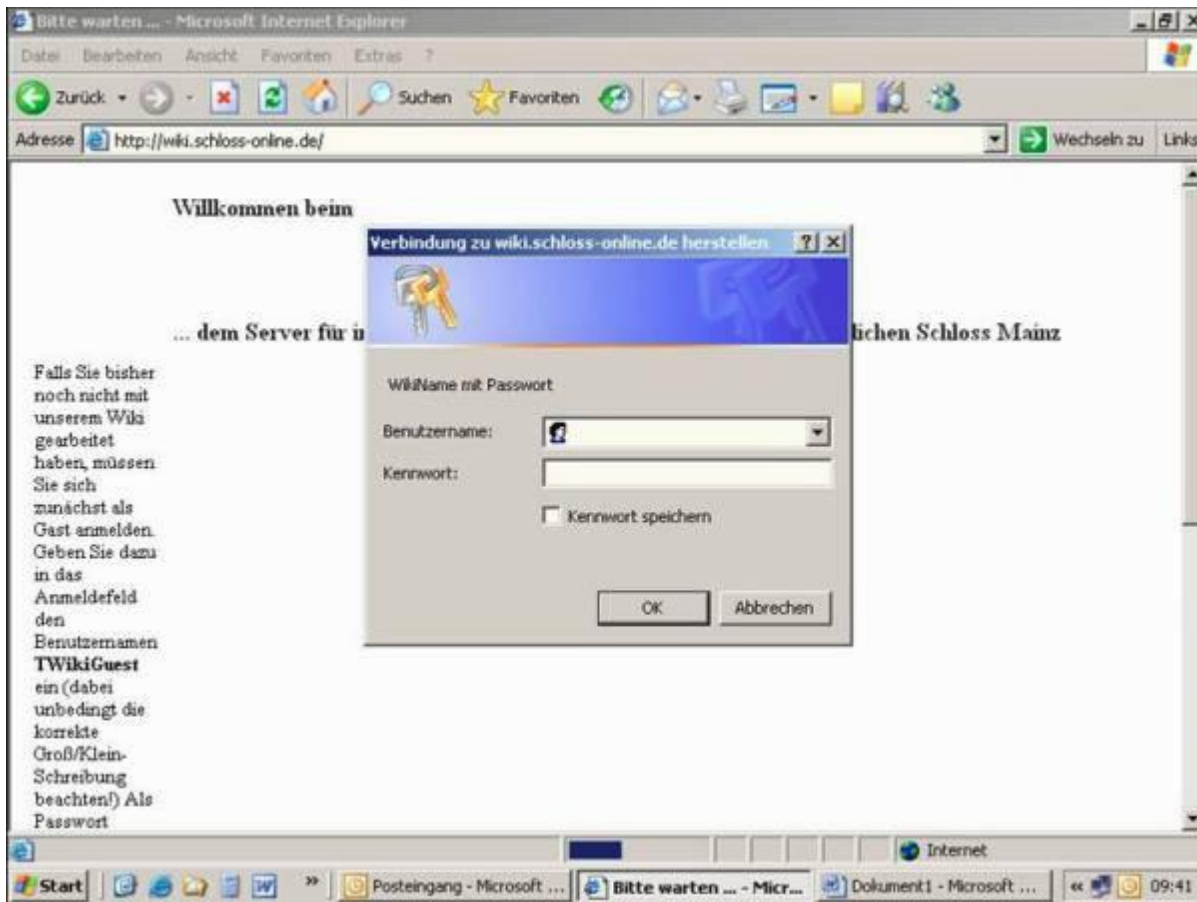 Bitte warten ... - Microsoft Internet Explorer
Datei Bearbeiten Ansicht Favoriten Extras ?
Zurück Suchen Favoriten
Adresse http://wiki.schloss-online.de/ Wechseln zu Links
Willkommen beim
... dem Server für lichen Schloss Mainz
Falls Sie bisher
noch nicht mit
unserem Wiki
gearbeitet
haben, müssen
Sie sich
zunächst als
Gast anmelden.
Geben Sie dazu
in das
Anmeldefeld
den
Benutzernamen
TWikiGuest
ein (dabei
unbedingt die
korrekte
Groß/Klein-
Schreibung
beachten!) Als
Passwort
Verbindung zu wiki.schloss-online.de herstellen
WikiName mit Passwort
Benutzername:
Kennwort:
Kennwort speichern
OK Abbrechen
Internet
Start » Posteingang - Microsoft ... Bitte warten ... - Micr... Dokument1 - Microsoft ... « 09:41